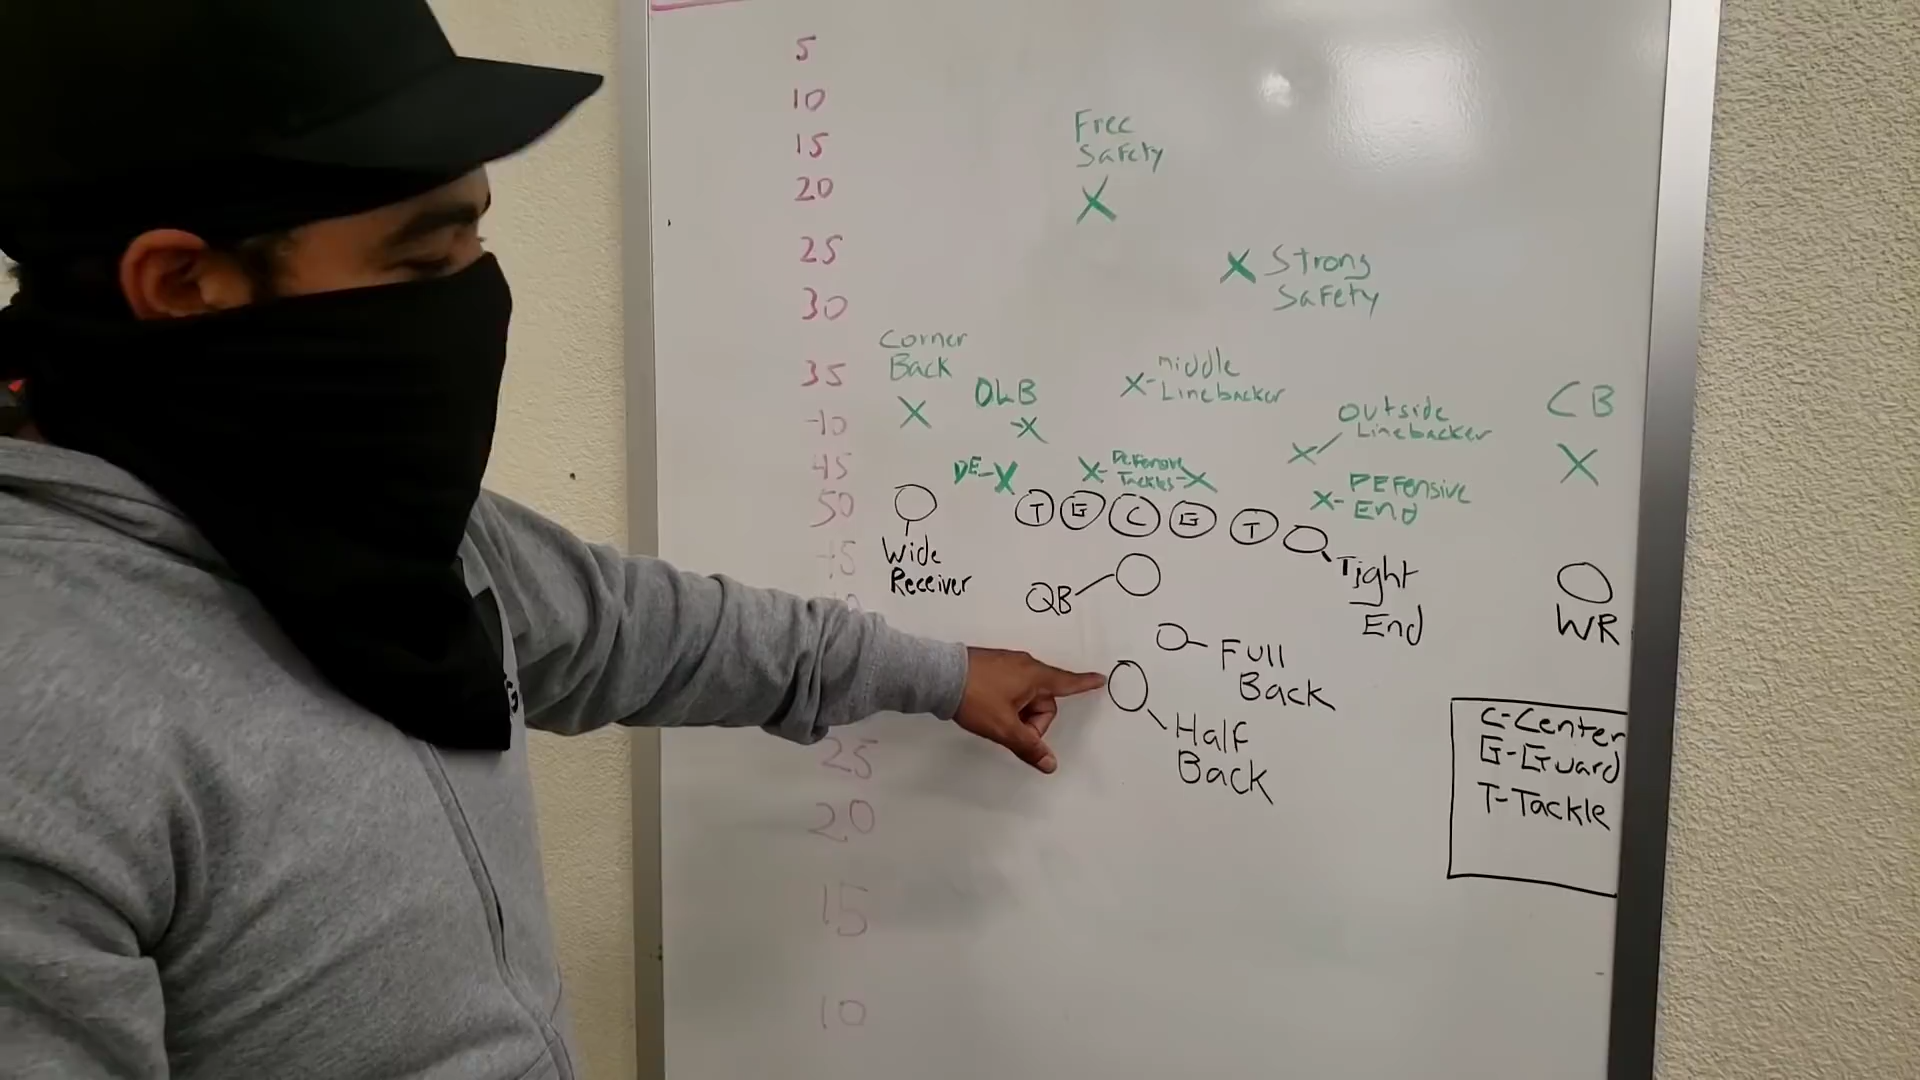 5
10
15
20
25
30
35
40
45
50
25
20
15
10
Free
Safety
X
X Strong
Safety
Corner
Back
X
OLB
-X
X- middle
Linebacker
Outside
Linebacker
X
CB
X
DE-X
X- Defensive
Tackles -X
X- DEFensive
End
T G C G T
Wide
Receiver
QB
Tight
End
WR
Full
Back
Half
Back
C-Center
G-Guard
T-Tackle